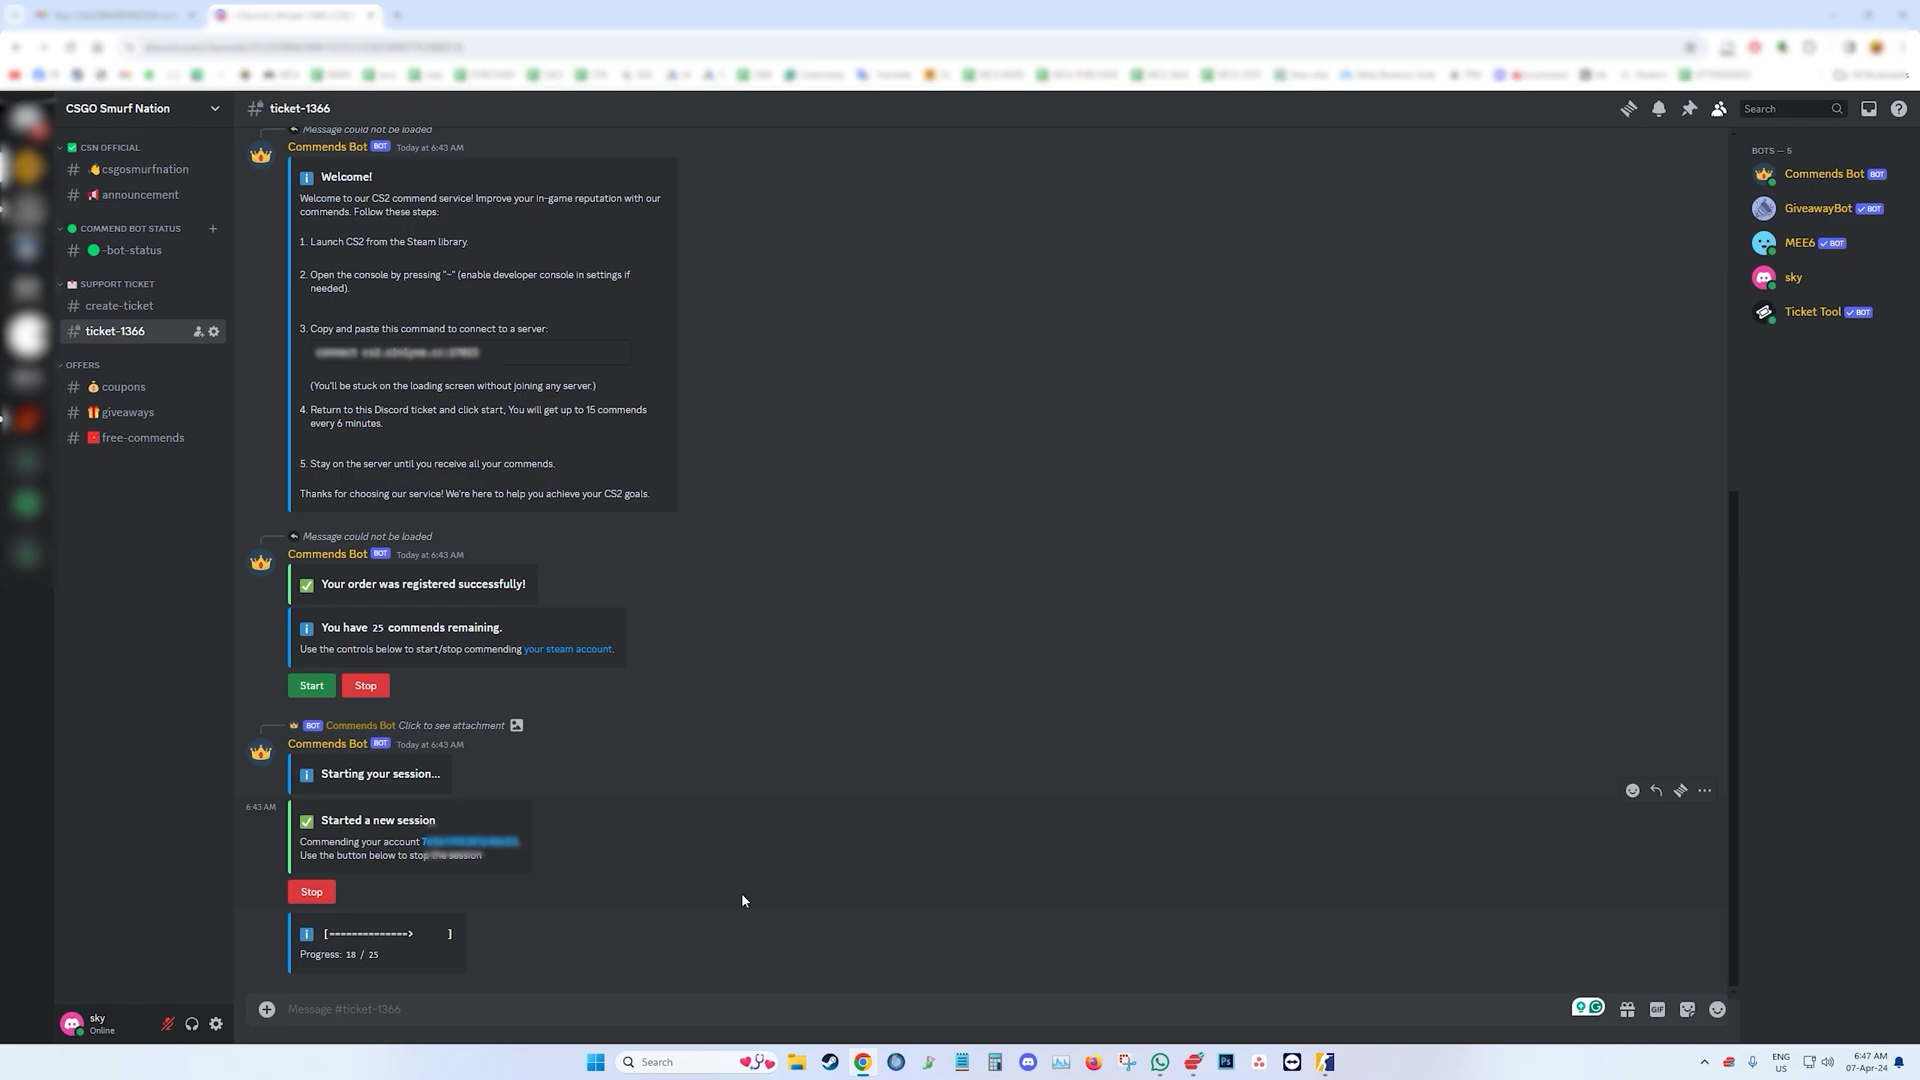 CSGO Smurf Nation
ticket-1366
Search
CSN OFFICIAL
csgosmurfnation
announcement
COMMEND BOT STATUS
-bot-status
SUPPORT TICKET
create-ticket
ticket-1366
OFFERS
coupons
giveaways
free-commends
Message could not be loaded
Commends Bot BOT Today at 6:43 AM
Welcome!
Welcome to our CS2 commend service! Improve your in-game reputation with our
commends. Follow these steps:
1. Launch CS2 from the Steam library.
2. Open the console by pressing "~" (enable developer console in settings if
needed).
3. Copy and paste this command to connect to a server:
(You'll be stuck on the loading screen without joining any server.)
4. Return to this Discord ticket and click start, You will get up to 15 commends
every 6 minutes.
5. Stay on the server until you receive all your commends.
Thanks for choosing our service! We're here to help you achieve your CS2 goals.
Message could not be loaded
Commends Bot BOT Today at 6:43 AM
Your order was registered successfully!
You have 25 commends remaining.
Use the controls below to start/stop commending your steam account.
Start Stop
BOT Commends Bot Click to see attachment
Commends Bot BOT Today at 6:43 AM
Starting your session...
6:43 AM
Started a new session
Commending your account
Use the button below to stop the session
Stop
[==============> ]
Progress: 18 / 25
Message #ticket-1366
GIF
BOTS — 5
Commends Bot BOT
GiveawayBot BOT
MEE6 BOT
sky
Ticket Tool BOT
sky
Online
Search
Ps
ENG
US
6:47 AM
07-Apr-24